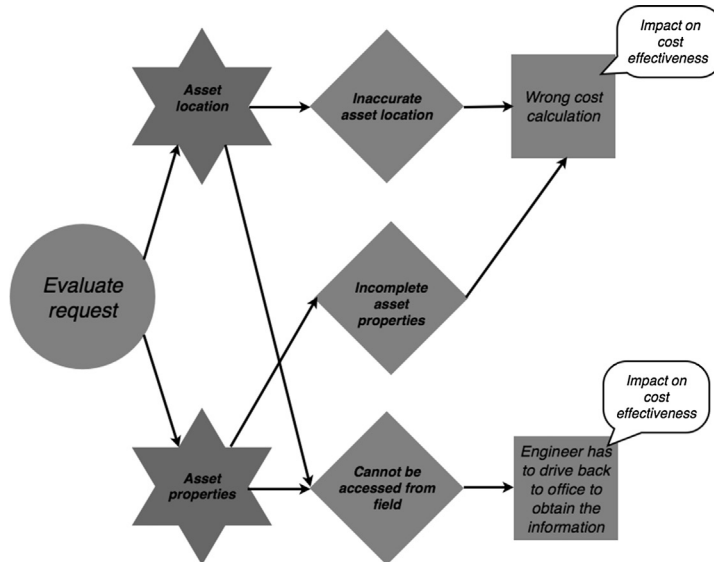 Impact on
cost
effectiveness
Asset
location
Inaccurate
asset location
Wrong cost
calculation
Evaluate
request
Incomplete
asset
properties
Impact on
cost
effectiveness
Asset
properties
Cannot be
accessed from
field
Engineer has
to drive back
to office to
obtain the
information